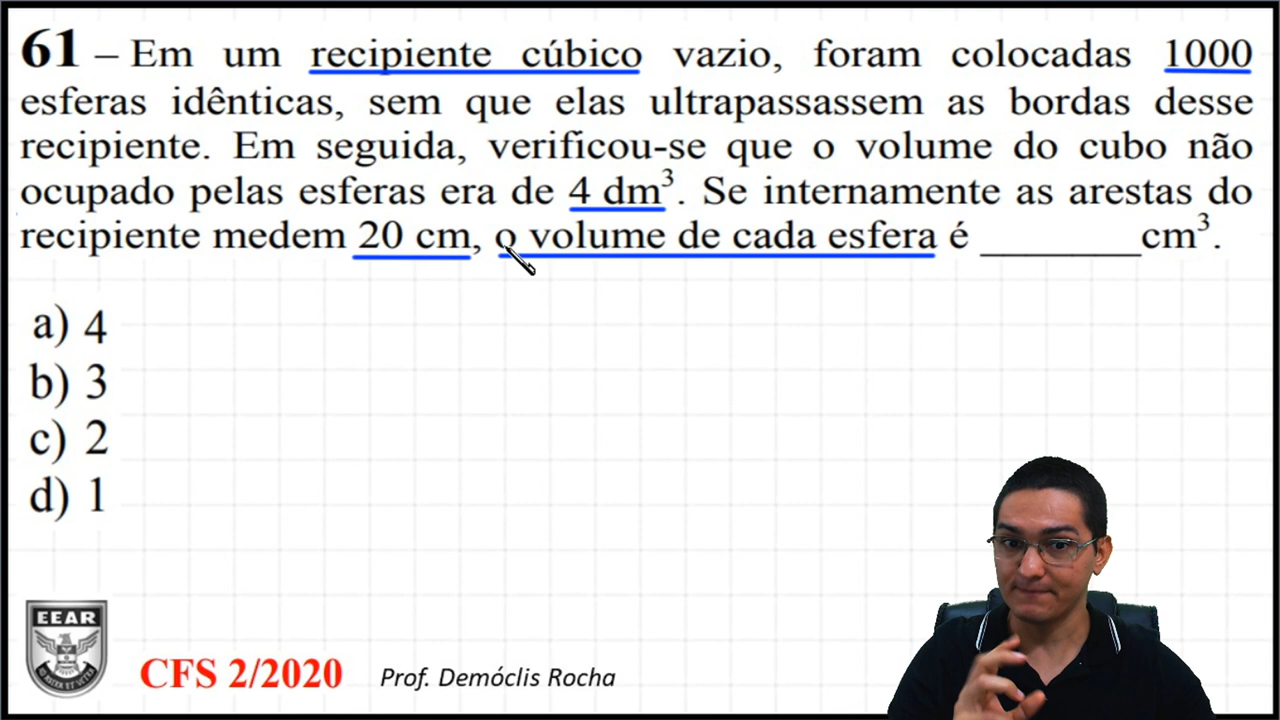 61 – Em um recipiente cúbico vazio, foram colocadas 1000
esferas idênticas, sem que elas ultrapassassem as bordas desse
recipiente. Em seguida, verificou-se que o volume do cubo não
ocupado pelas esferas era de 4 dm³. Se internamente as arestas do
recipiente medem 20 cm, o volume de cada esfera é ________ cm³.
a) 4
b) 3
c) 2
d) 1
EEAR
CFS 2/2020
Prof. Demóclis Rocha